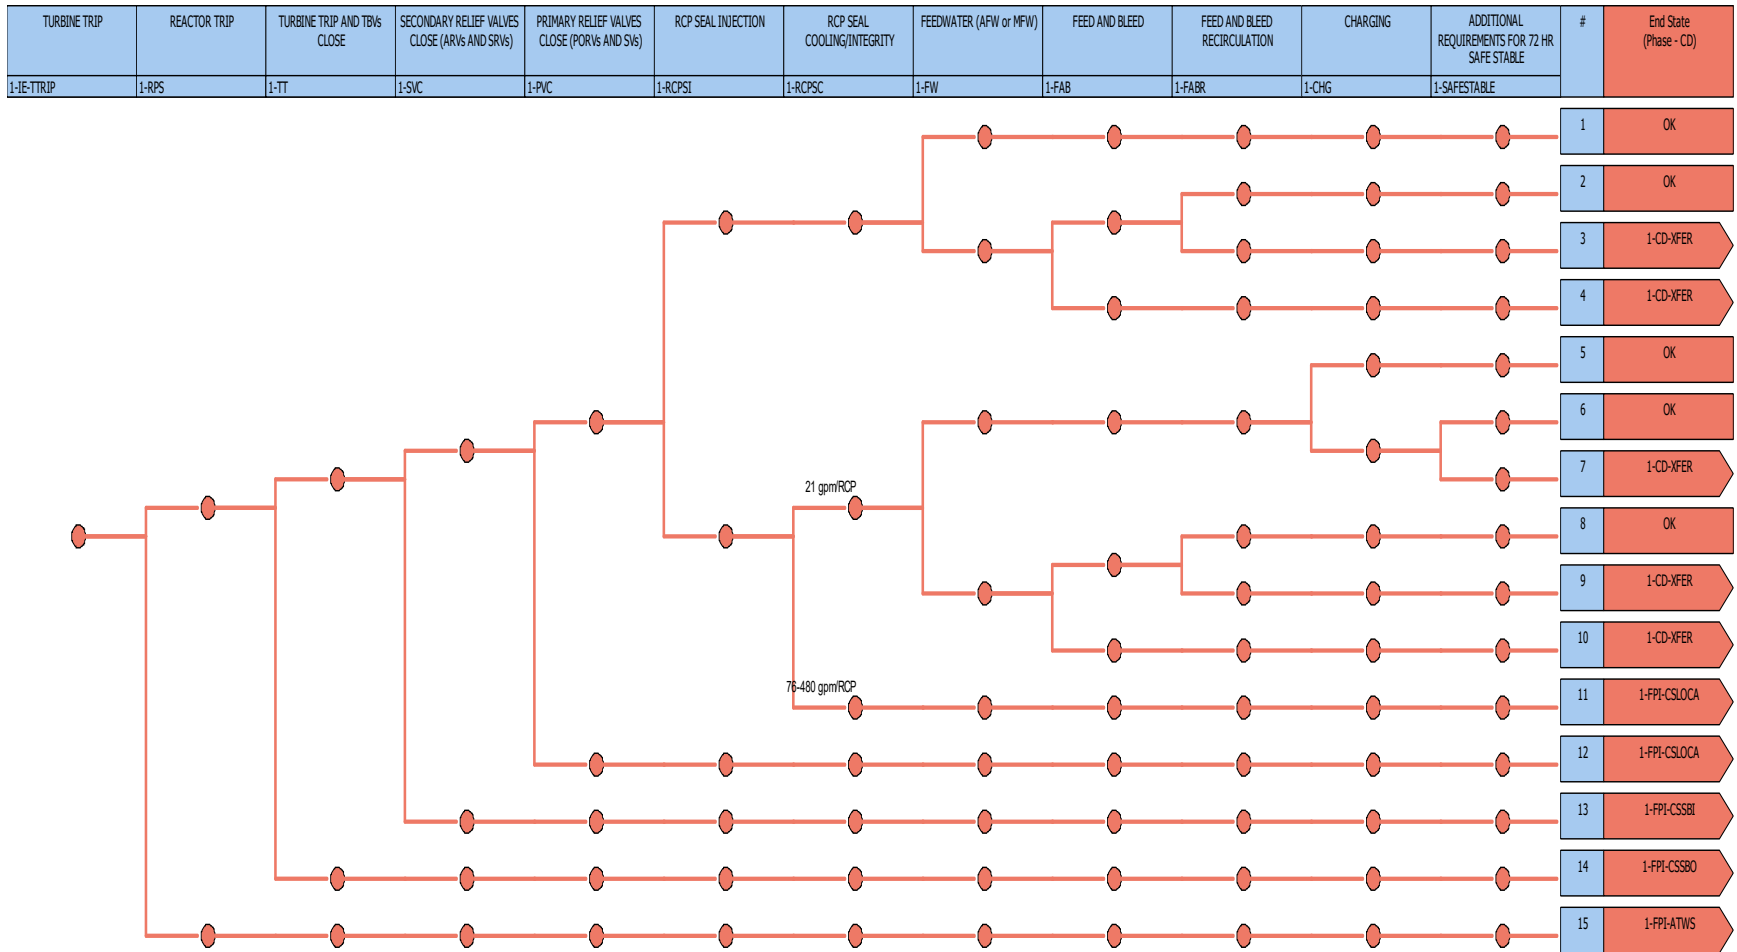 TURBINE TRIP
REACTOR TRIP
TURBINE TRIP AND TBVs
CLOSE
SECONDARY RELIEF VALVES
CLOSE (ARVs AND SRVs)
PRIMARY RELIEF VALVES
CLOSE (PORVs AND SVs)
RCP SEAL INJECTION
RCP SEAL
COOLING/INTEGRITY
FEEDWATER (AFW or MFW)
FEED AND BLEED
FEED AND BLEED
RECIRCULATION
CHARGING
ADDITIONAL
REQUIREMENTS FOR 72 HR
SAFE STABLE
#
End State
(Phase - CD)
1-IE-TTRIP
1-RPS
1-TT
1-SVC
1-PVC
1-RCPSI
1-RCPSC
1-FW
1-FAB
1-FABR
1-CHG
1-SAFESTABLE
1
OK
2
OK
3
1-CD-XFER
4
1-CD-XFER
5
OK
6
OK
7
1-CD-XFER
21 gpm/RCP
8
OK
9
1-CD-XFER
10
1-CD-XFER
76-480 gpm/RCP
11
1-FPI-CSLOCA
12
1-FPI-CSLOCA
13
1-FPI-CSSBI
14
1-FPI-CSSBO
15
1-FPI-ATWS